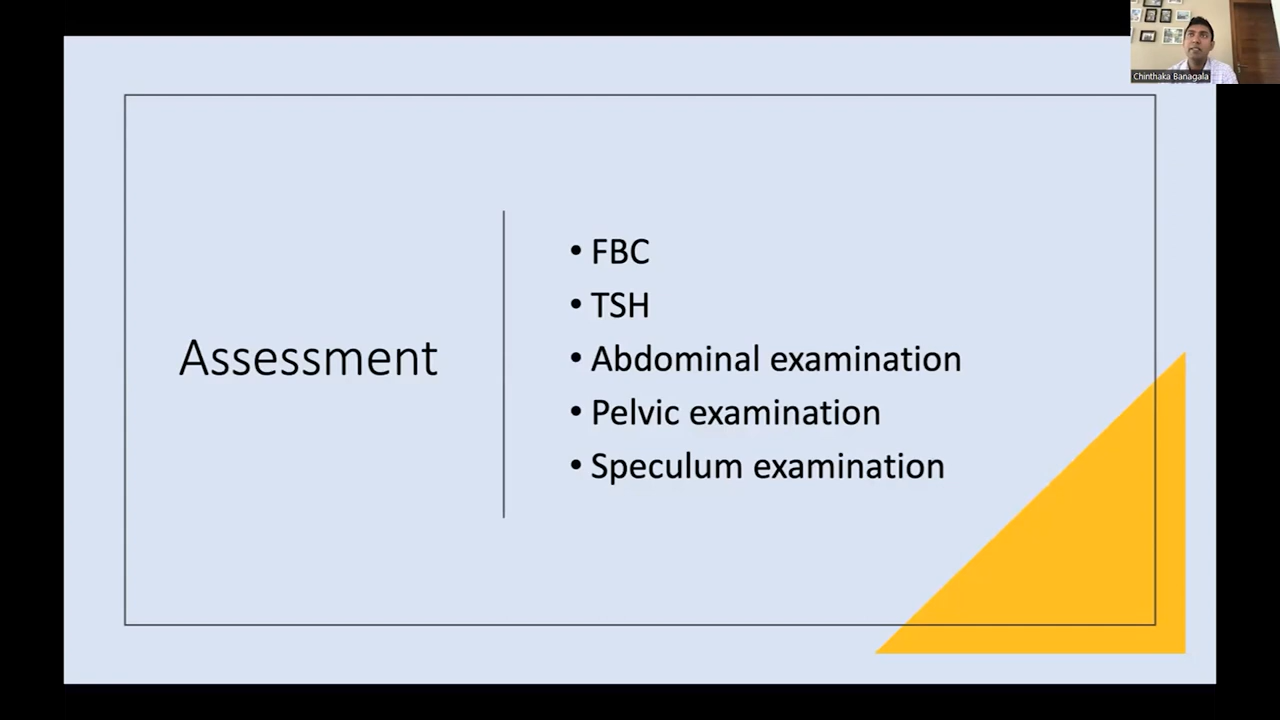 Chinthaka Banagala
Assessment
• FBC
• TSH
• Abdominal examination
• Pelvic examination
• Speculum examination